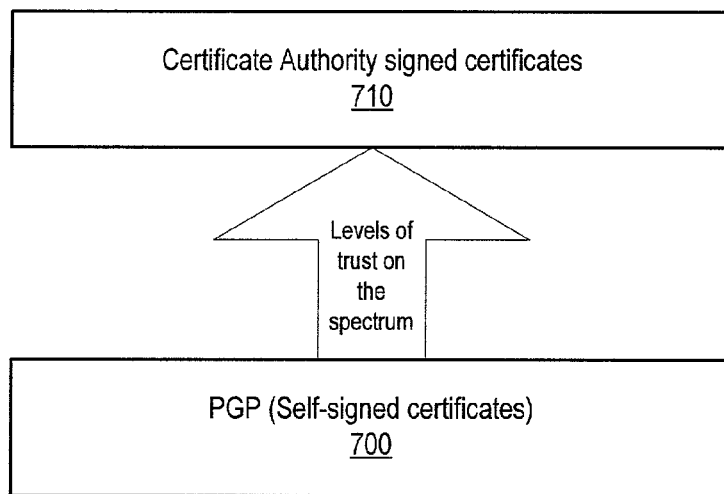 Certificate Authority signed certificates
710
Levels of
trust on
the
spectrum
PGP (Self-signed certificates)
700